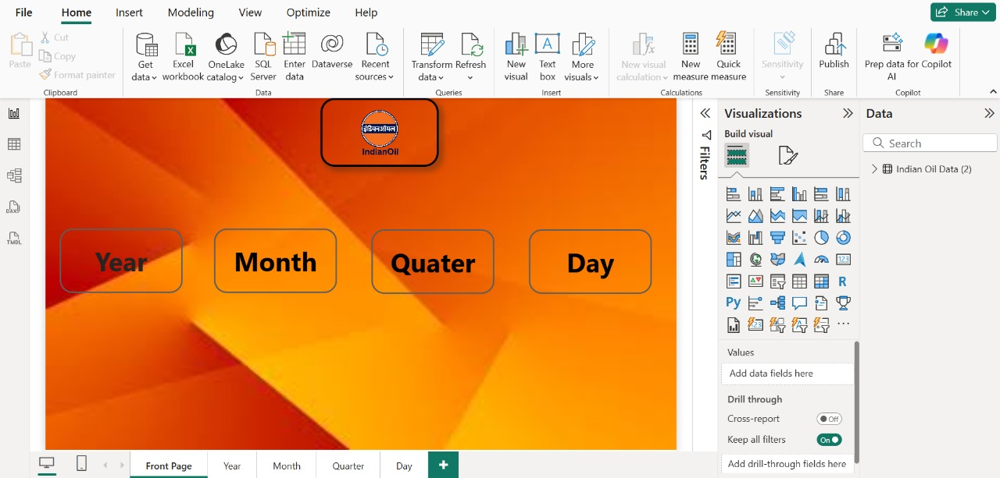 File Home Insert Modeling View Optimize Help Share
Paste
Cut
Copy
Format painter
Clipboard
Get data
Excel workbook
OneLake catalog
SQL Server
Enter data
Dataverse
Recent sources
Data
Transform data
Refresh
Queries
New visual
A
Text box
More visuals
Insert
fx
New visual calculation
New measure
Quick measure
Calculations
Sensitivity
Sensitivity
Publish
Share
Prep data for AI
Copilot
Copilot
DAX
TMDL
इंडियनऑयल
IndianOil
Year Month Quater Day
Filters
Visualizations
Build visual
123
R
Py
123
Values
Add data fields here
Drill through
Cross-report Off
Keep all filters On
Add drill-through fields here
Data
Search
Indian Oil Data (2)
Front Page Year Month Quarter Day +